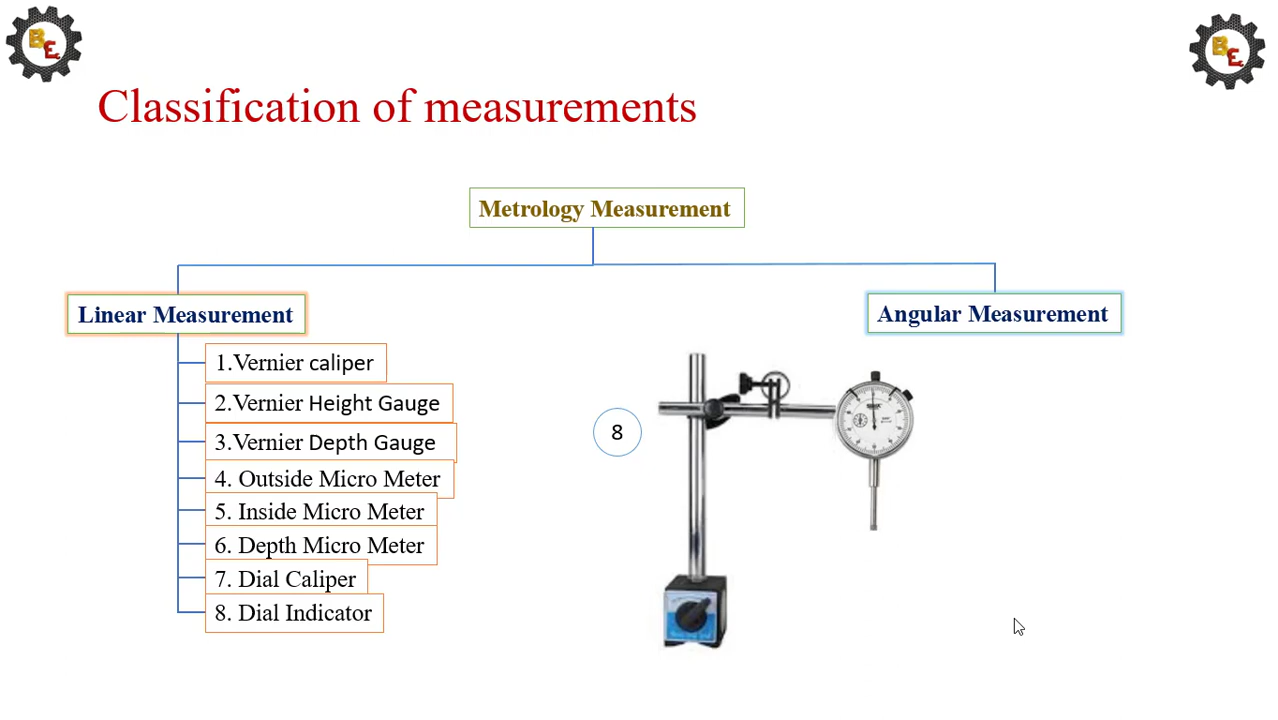 B E
B E
Classification of measurements
Metrology Measurement
Linear Measurement
Angular Measurement
1.Vernier caliper
2.Vernier Height Gauge
3.Vernier Depth Gauge
4. Outside Micro Meter
5. Inside Micro Meter
6. Depth Micro Meter
7. Dial Caliper
8. Dial Indicator
8